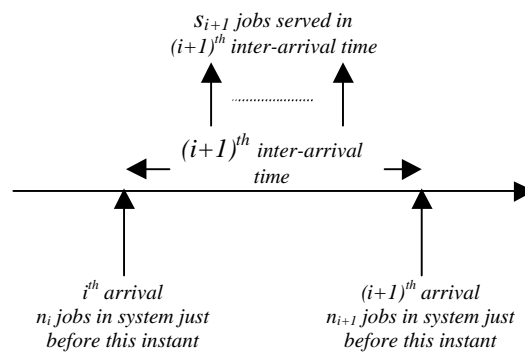 s_{i+1} jobs served in
(i+1)^{th} inter-arrival time
(i+1)^{th} inter-arrival
time
i^{th} arrival
n_i jobs in system just
before this instant
(i+1)^{th} arrival
n_{i+1} jobs in system just
before this instant